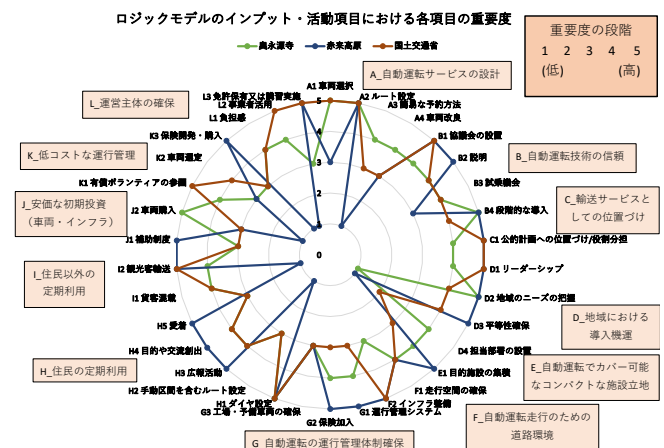 ロジックモデルのインプット・活動項目における各項目の重要度
奥永源寺 赤来高原 国土交通省
重要度の段階
1 2 3 4 5
(低) (高)
A_自動運転サービスの設計
L_運営主体の確保
K_低コストな運行管理
J_安価な初期投資
（車両・インフラ）
I_住民以外の
定期利用
H_住民の定期利用
G_自動運転の運行管理体制確保
B_自動運転技術の信頼
C_輸送サービスと
しての位置づけ
D_地域における
導入機運
E_自動運転でカバー可能
なコンパクトな施設立地
F_自動運転走行のための
道路環境
A1 車両選択
A2 ルート設定
A3 簡易な予約方法
A4 車両改良
B1 協議会の設置
B2 説明
B3 試乗会
B4 段階的な導入
C1 公的計画への位置づけ/役割分担
D1 リーダーシップ
D2 地域のニーズの把握
D3 平等性確保
D4 担当部署の設置
E1 目的施設の集積
F1 走行空間の確保
F2 インフラ整備
G1 運行管理システム
G2 保険加入
G3 工場・予備車両の確保
H1 ダイヤ設定
H2 手動区間を含むルート設定
H3 広報活動
H4 目的や交流創出
H5 愛着
I1 貨客混載
I2 観光客輸送
J1 補助制度
J2 車両購入
K1 有償ボランティアの参画
K2 車両選定
K3 保険開発・購入
L1 負担感
L2 事業者活用
L3 免許保有又は講習実施
5
4
3
2
1
0